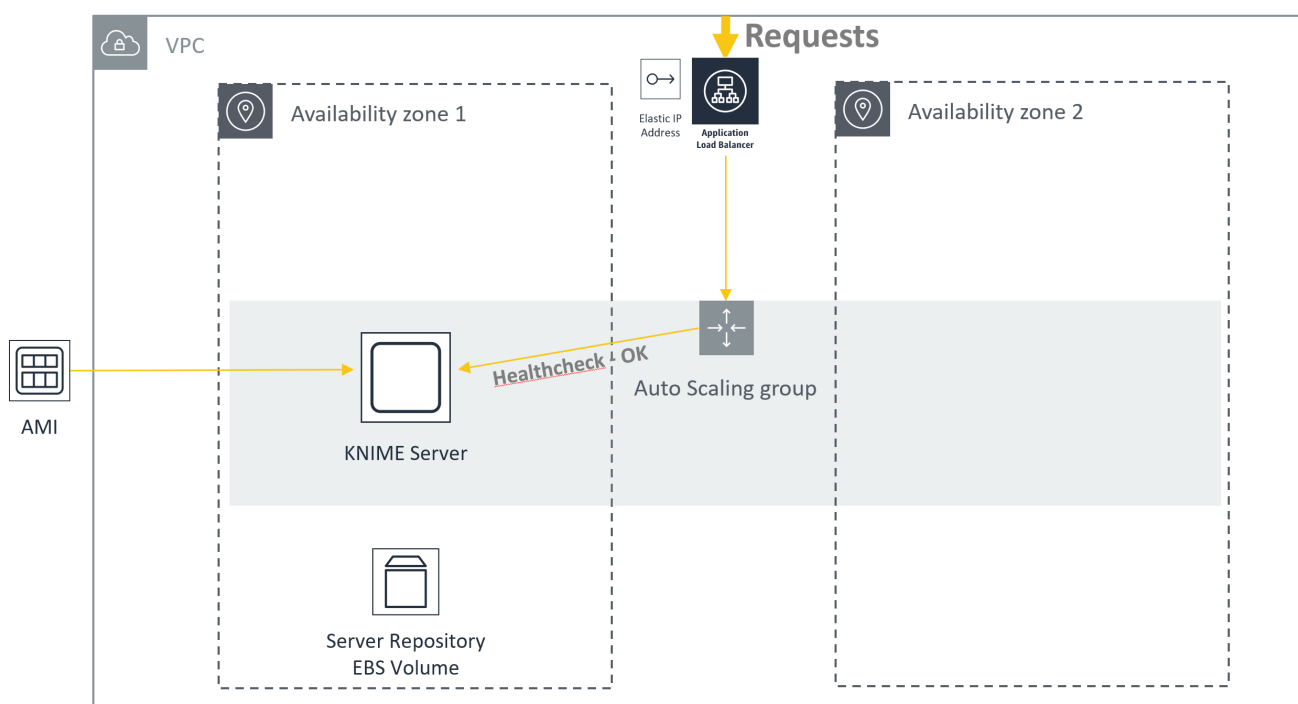 Requests
VPC
Availability zone 1
Elastic IP
Address
Application
Load Balancer
Availability zone 2
Healthcheck - OK
Auto Scaling group
AMI
KNIME Server
Server Repository
EBS Volume